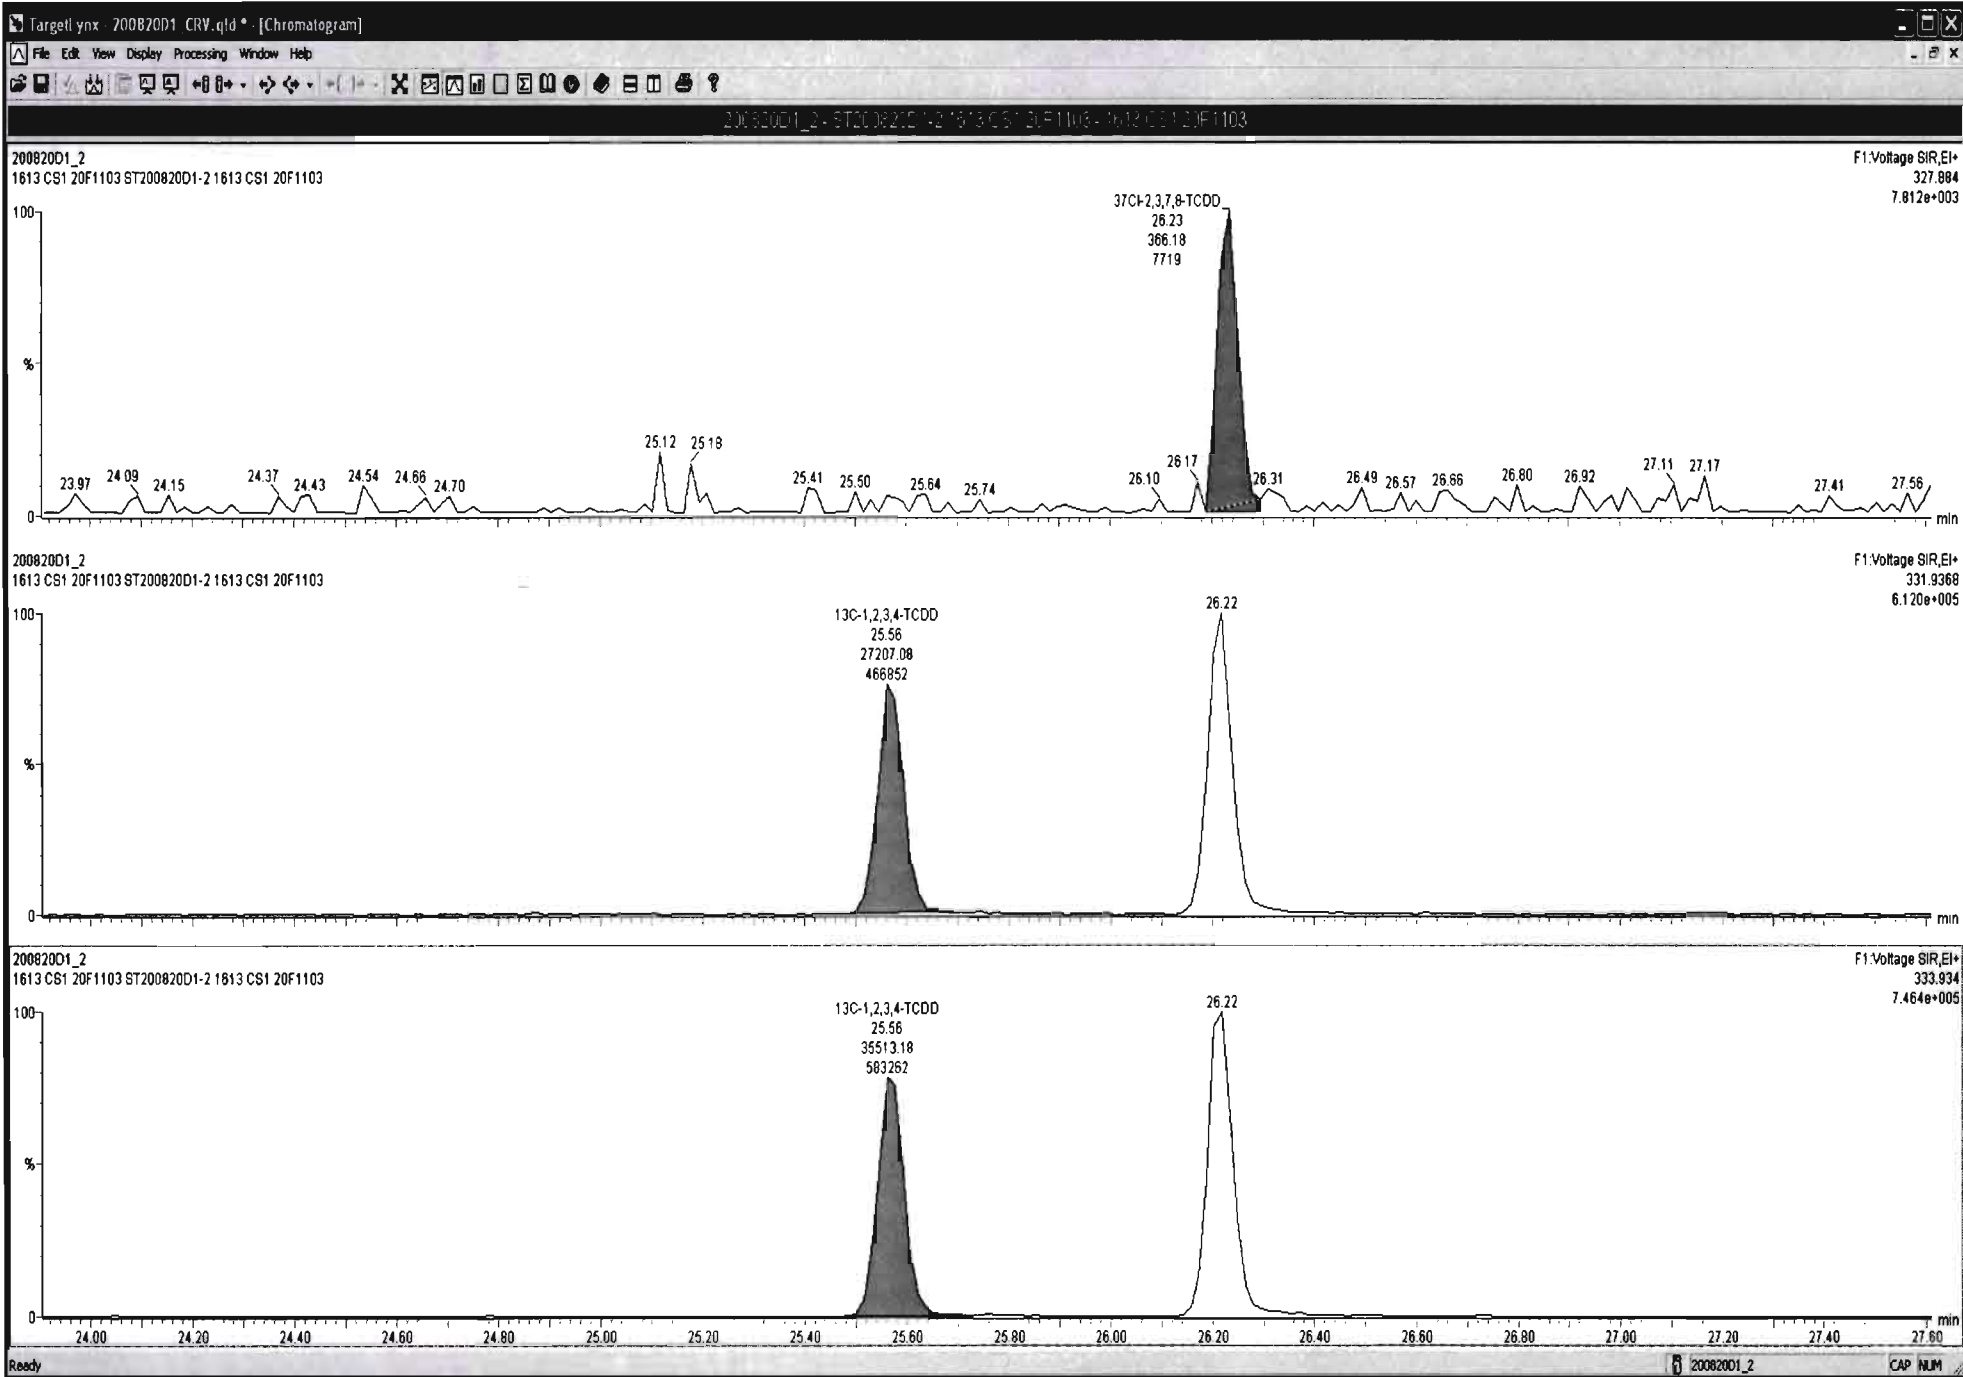 TargetLynx - 200820D1_CRV.qld * - [Chromatogram]
File Edit View Display Processing Window Help
200820D1_2 - ST200820D1-2 1613 CS1 20F1103 - 1613 CS1 20F1103
200820D1_2
1613 CS1 20F1103 ST200820D1-2 1613 CS1 20F1103
F1:Voltage SIR,EI+
327.884
7.812e+003
100
%
0
37Cl-2,3,7,8-TCDD
26.23
366.18
7719
23.97 24.09 24.15 24.37 24.43 24.54 24.66 24.70 25.12 25.18 25.41 25.50 25.64 25.74 26.10 26.17 26.31 26.49 26.57 26.66 26.80 26.92 27.11 27.17 27.41 27.56
min
200820D1_2
1613 CS1 20F1103 ST200820D1-2 1613 CS1 20F1103
F1:Voltage SIR,EI+
331.9368
6.120e+005
100
%
0
13C-1,2,3,4-TCDD
25.56
27207.08
466852
26.22
min
200820D1_2
1613 CS1 20F1103 ST200820D1-2 1613 CS1 20F1103
F1:Voltage SIR,EI+
333.934
7.464e+005
100
%
0
13C-1,2,3,4-TCDD
25.56
35513.18
583262
26.22
min
24.00 24.20 24.40 24.60 24.80 25.00 25.20 25.40 25.60 25.80 26.00 26.20 26.40 26.60 26.80 27.00 27.20 27.40 27.60
Ready
200820D1_2
CAP NUM